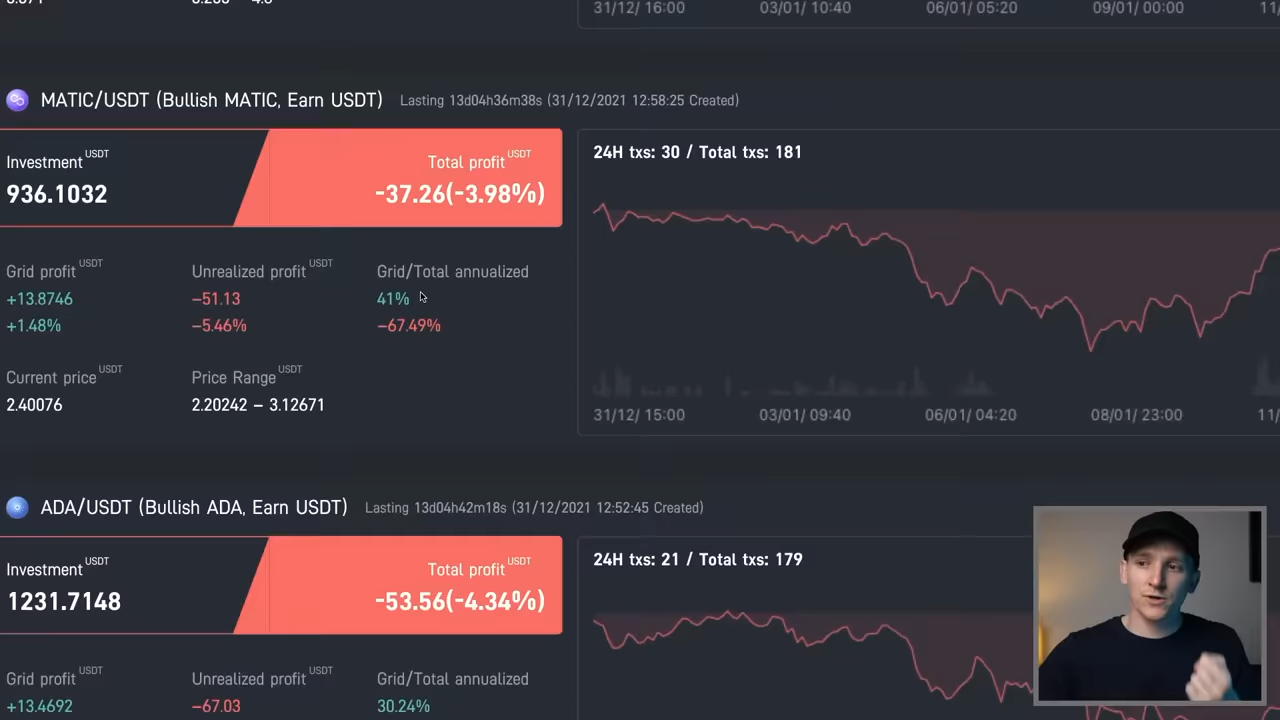 31/12/ 16:00 03/01/ 10:40 06/01/ 05:20 09/01/ 00:00
MATIC/USDT (Bullish MATIC, Earn USDT) Lasting 13d04h36m38s (31/12/2021 12:58:25 Created)
Investment USDT Total profit USDT
936.1032 -37.26(-3.98%)
24H txs: 30 / Total txs: 181
Grid profit USDT Unrealized profit USDT Grid/Total annualized
+13.8746 −51.13 41%
+1.48% −5.46% −67.49%
Current price USDT Price Range USDT
2.40076 2.20242 − 3.12671
31/12/ 15:00 03/01/ 09:40 06/01/ 04:20 08/01/ 23:00 11/
ADA/USDT (Bullish ADA, Earn USDT) Lasting 13d04h42m18s (31/12/2021 12:52:45 Created)
Investment USDT Total profit USDT
1231.7148 -53.56(-4.34%)
24H txs: 21 / Total txs: 179
Grid profit USDT Unrealized profit USDT Grid/Total annualized
+13.4692 −67.03 30.24%